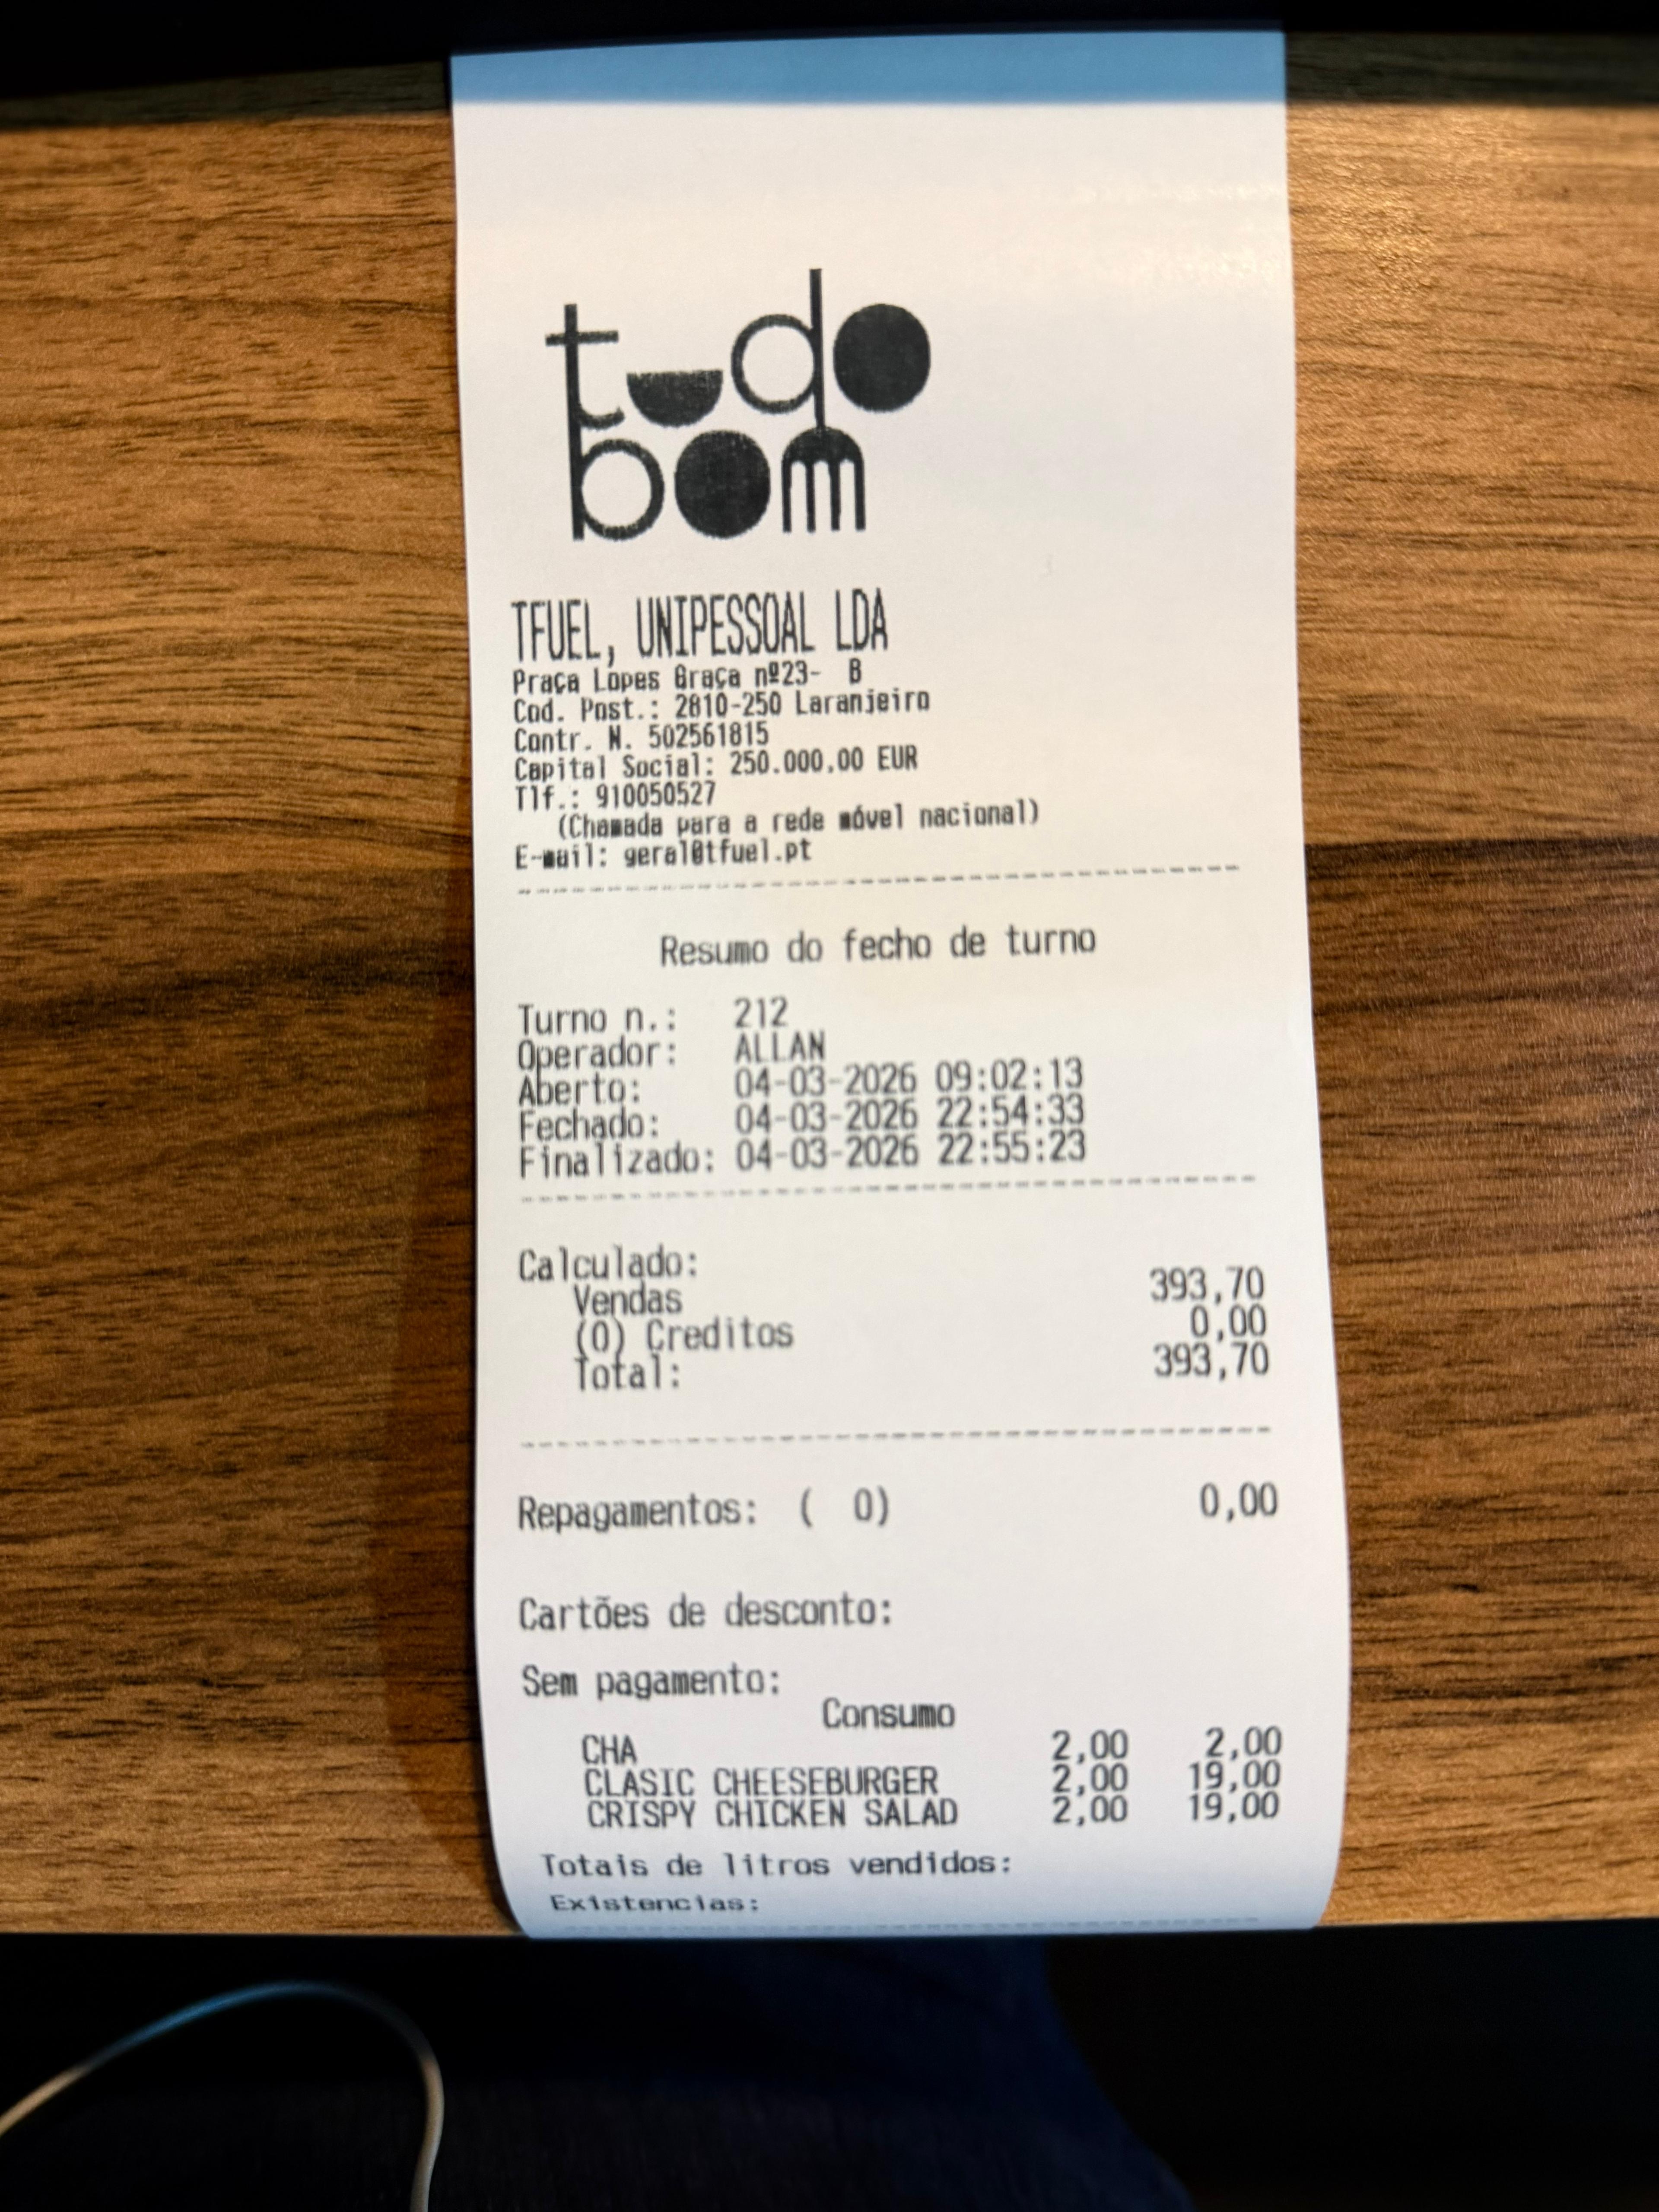 tudo
bom
TFUEL, UNIPESSOAL LDA
Praça Lopes Graça nº23-  B
Cod. Post.: 2810-250 Laranjeiro
Contr. N. 502561815
Capital Social: 250.000,00 EUR
Tlf.: 910050527
(Chamada para a rede móvel nacional)
E-mail: geral@tfuel.pt
Resumo do fecho de turno
Turno n.: 212
Operador: ALLAN
Aberto: 04-03-2026 09:02:13
Fechado: 04-03-2026 22:54:33
Finalizado: 04-03-2026 22:55:23
Calculado:
Vendas 393,70
(0) Creditos 0,00
Total: 393,70
Repagamentos: (  0) 0,00
Cartões de desconto:
Sem pagamento:
Consumo
CHA 2,00 2,00
CLASIC CHEESEBURGER 2,00 19,00
CRISPY CHICKEN SALAD 2,00 19,00
Totais de litros vendidos:
Existencias: